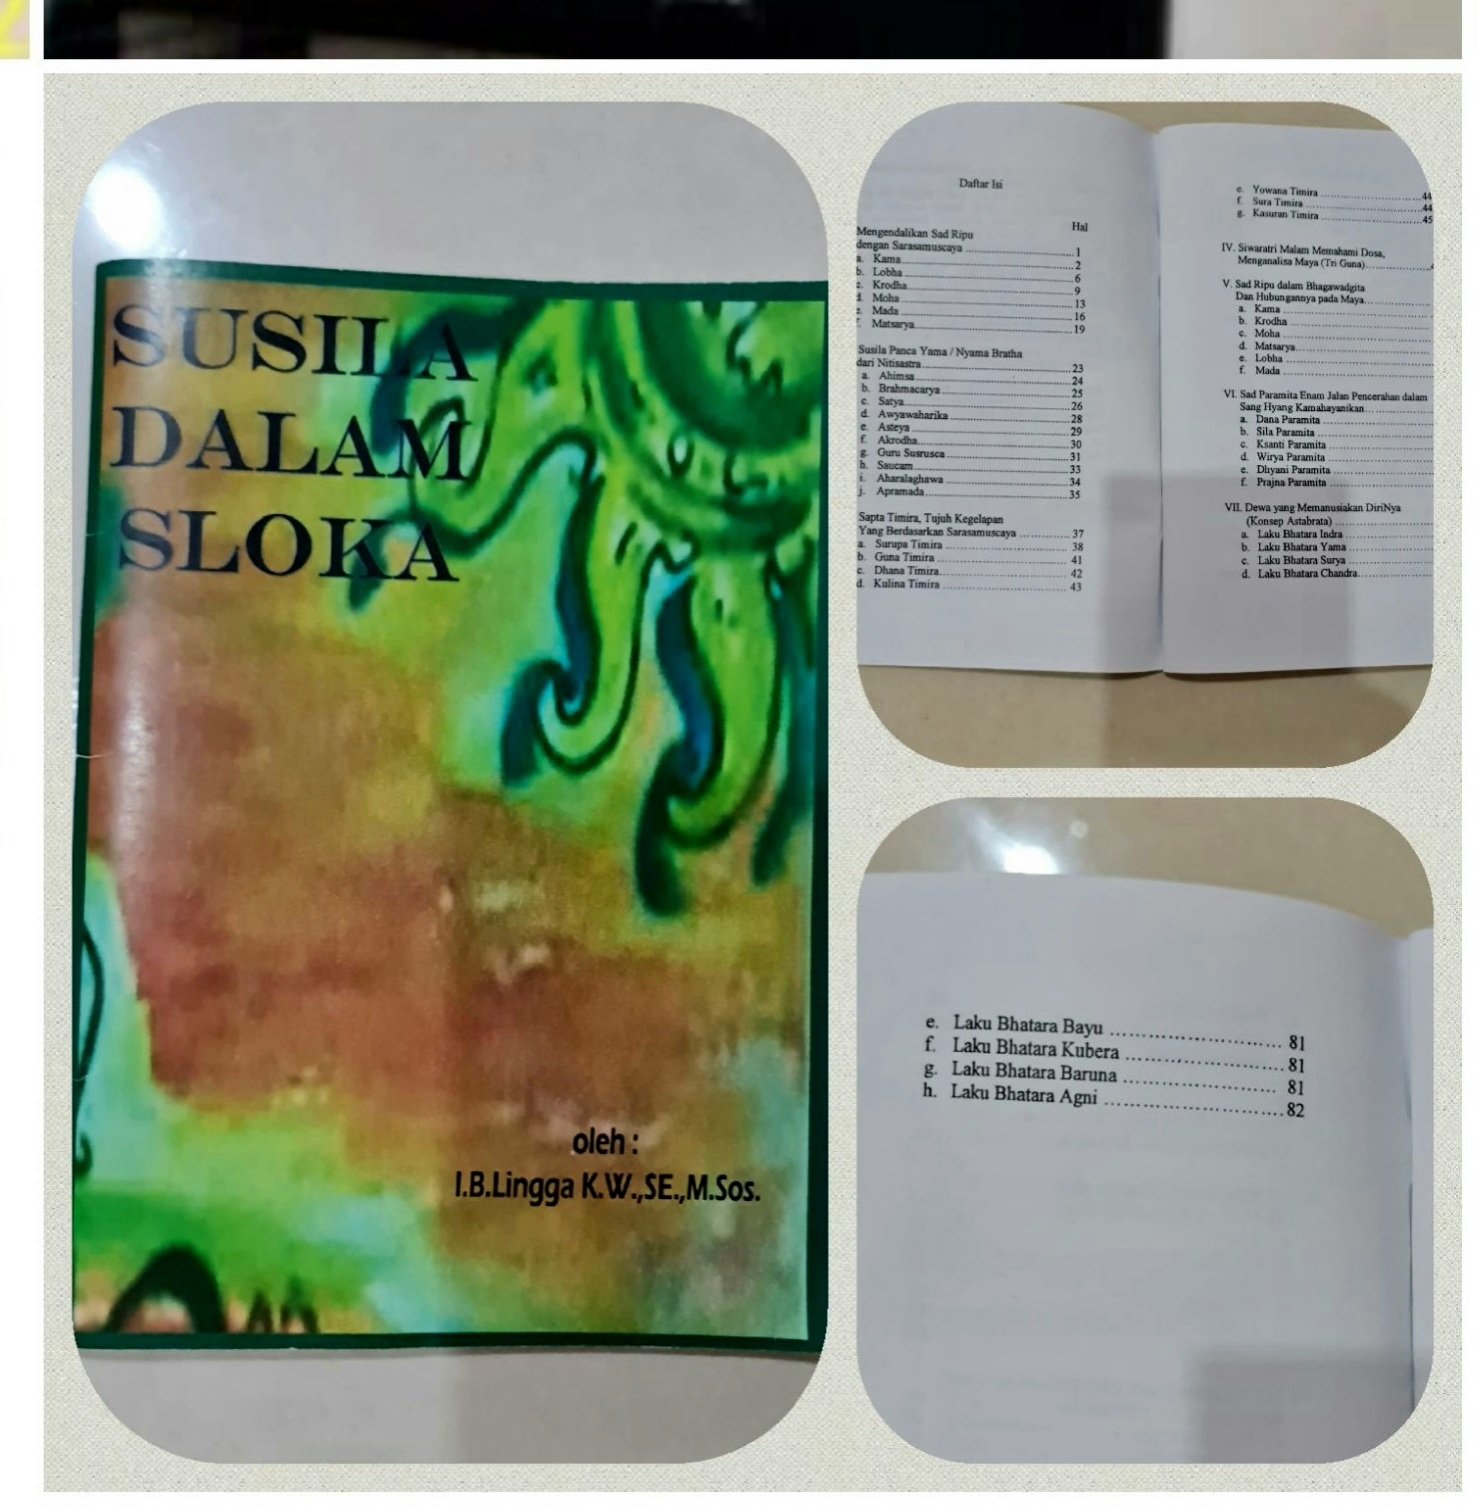 SUSILA
DALAM
SLOKA
oleh :
I.B.Lingga K.W.,SE.,M.Sos.
Daftar Isi
Hal
Mengendalikan Sad Ripu
dengan Sarasamuscaya ........ 1
a. Kama ........ 2
b. Lobha ........ 6
c. Krodha ........ 9
d. Moha ........ 13
e. Mada ........ 16
f. Matsarya ........ 19
Susila Panca Yama / Nyama Bratha
dari Nitisastra ........ 23
a. Ahimsa ........ 24
b. Brahmacarya ........ 25
c. Satya ........ 26
d. Awyawaharika ........ 28
e. Asteya ........ 29
f. Akrodha ........ 30
g. Guru Susrusca ........ 31
h. Saucam ........ 33
i. Aharalaghawa ........ 34
j. Apramada ........ 35
Sapta Timira, Tujuh Kegelapan
Yang Berdasarkan Sarasamuscaya ........ 37
a. Surupa Timira ........ 38
b. Guna Timira ........ 41
c. Dhana Timira ........ 42
d. Kulina Timira ........ 43
e. Yowana Timira ........ 44
f. Sura Timira ........ 44
g. Kasuran Timira ........ 45
IV. Siwaratri Malam Memahami Dosa,
Menganalisa Maya (Tri Guna) ........
V. Sad Ripu dalam Bhagawadgita
Dan Hubungannya pada Maya ........
a. Kama ........
b. Krodha ........
c. Moha ........
d. Matsarya ........
e. Lobha ........
f. Mada ........
VI. Sad Paramita Enam Jalan Pencerahan dalam
Sang Hyang Kamahayanikan ........
a. Dana Paramita ........
b. Sila Paramita ........
c. Ksanti Paramita ........
d. Wirya Paramita ........
e. Dhyani Paramita ........
f. Prajna Paramita ........
VII. Dewa yang Memanusiakan DiriNya
(Konsep Astabrata) ........
a. Laku Bhatara Indra ........
b. Laku Bhatara Yama ........
c. Laku Bhatara Surya ........
d. Laku Bhatara Chandra ........
e. Laku Bhatara Bayu ........ 81
f. Laku Bhatara Kubera ........ 81
g. Laku Bhatara Baruna ........ 81
h. Laku Bhatara Agni ........ 82